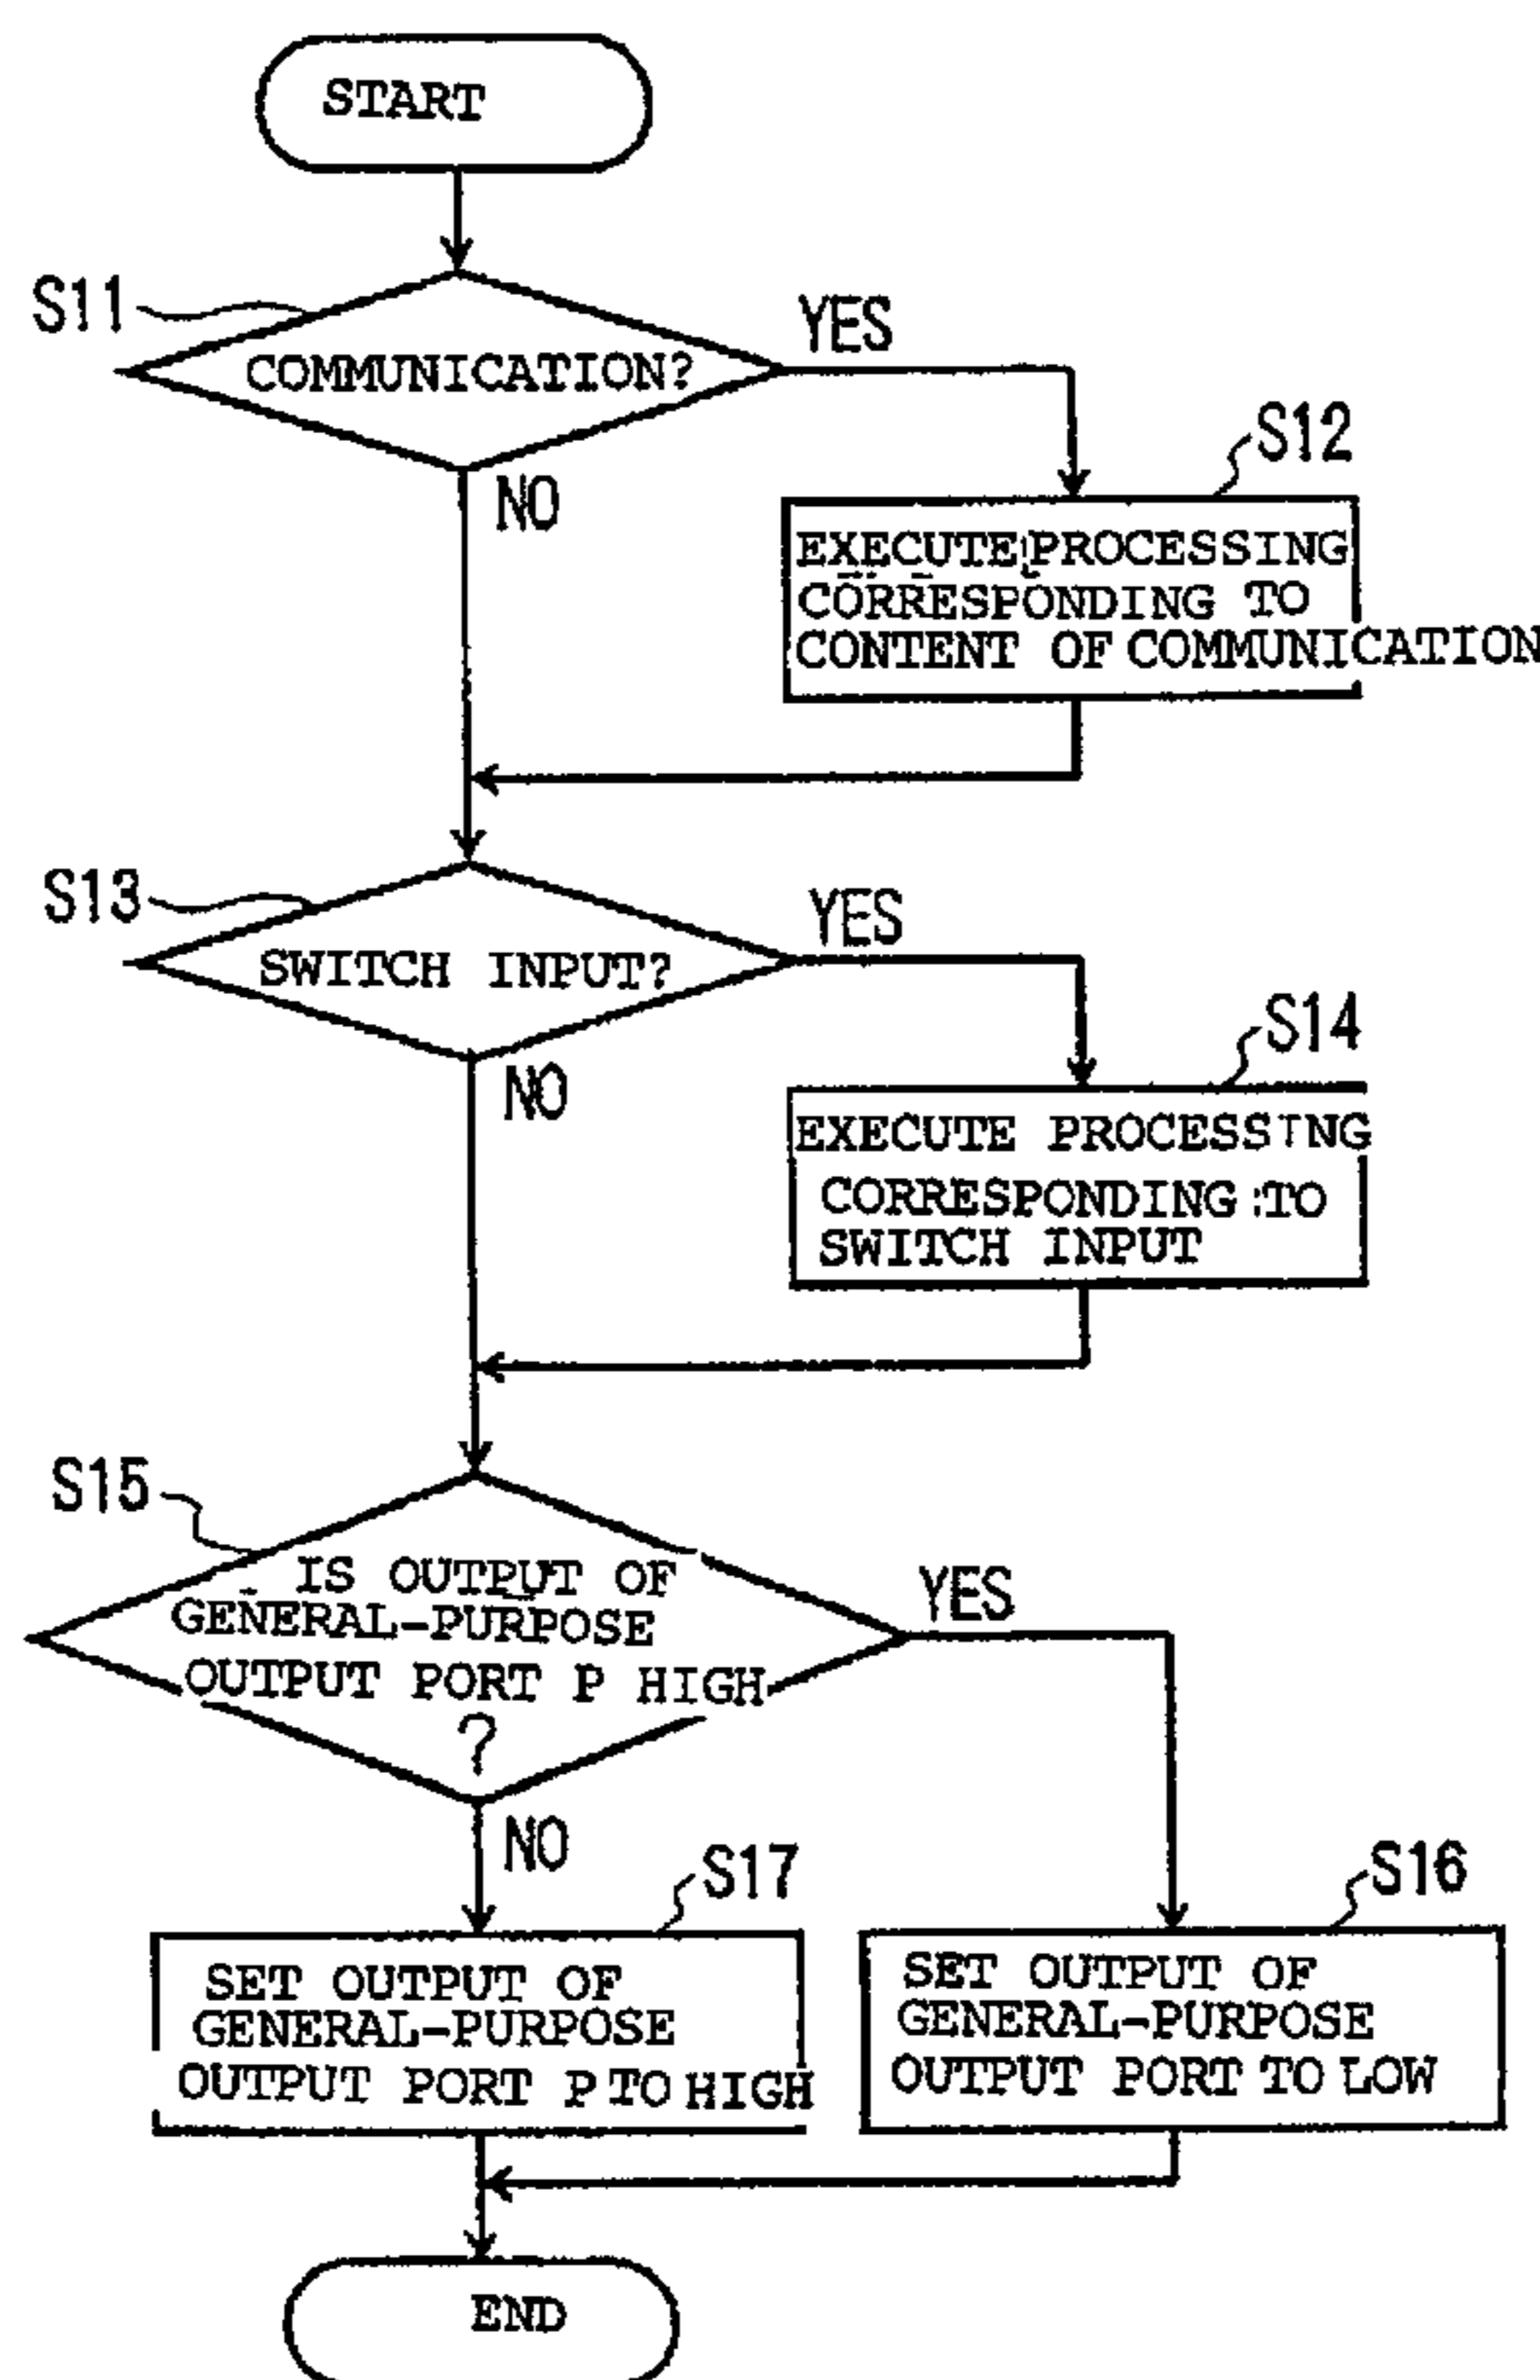 START
S11
COMMUNICATION?
YES
NO
S12
EXECUTE PROCESSING
CORRESPONDING TO
CONTENT OF COMMUNICATION
S13
SWITCH INPUT?
YES
NO
S14
EXECUTE PROCESSING
CORRESPONDING TO
SWITCH INPUT
S15
IS OUTPUT OF
GENERAL-PURPOSE
OUTPUT PORT P HIGH
?
YES
NO
S17
SET OUTPUT OF
GENERAL-PURPOSE
OUTPUT PORT P TO HIGH
S16
SET OUTPUT OF
GENERAL-PURPOSE
OUTPUT PORT TO LOW
END